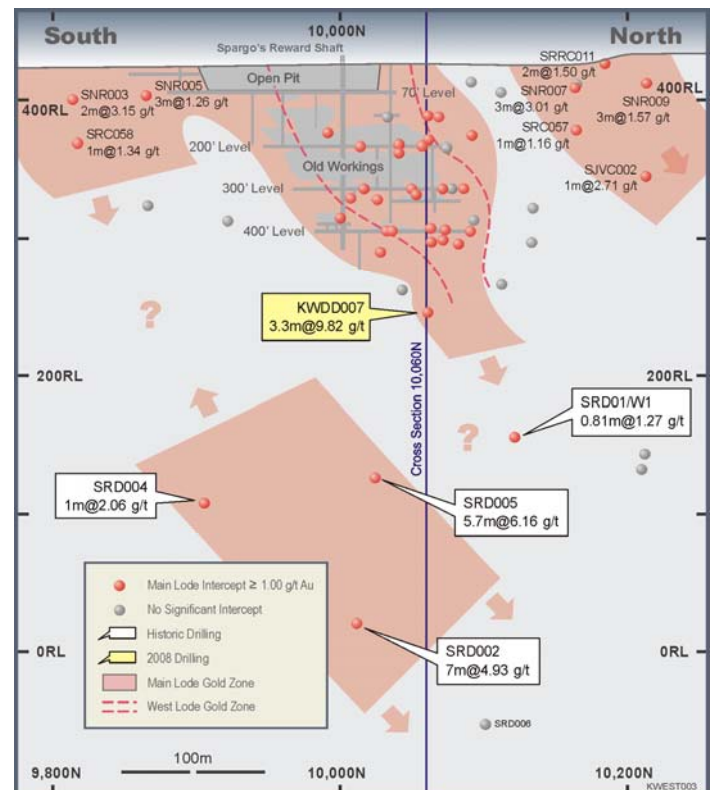 South
10,000N
North
Spargo's Reward Shaft
SRRC011
2m@1.50 g/t
Open Pit
SNR005
3m@1.26 g/t
SNR003
2m@3.15 g/t
400RL
SRC058
1m@1.34 g/t
70' Level
SNR007
3m@3.01 g/t
400RL
SNR009
3m@1.57 g/t
SRC057
1m@1.16 g/t
SJVC002
1m@2.71 g/t
200' Level
Old Workings
300' Level
400' Level
?
KWDD007
3.3m@9.82 g/t
200RL
200RL
Cross Section 10,060N
SRD01/W1
0.81m@1.27 g/t
?
SRD004
1m@2.06 g/t
SRD005
5.7m@6.16 g/t
Main Lode Intercept ≥ 1.00 g/t Au
No Significant Intercept
Historic Drilling
2008 Drilling
Main Lode Gold Zone
West Lode Gold Zone
0RL
SRD002
7m@4.93 g/t
0RL
SRD006
100m
9,800N
10,000N
10,200N
KWEST003